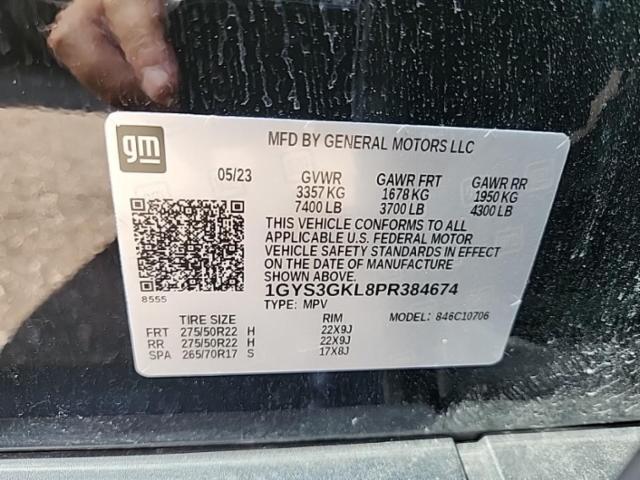 gm
MFD BY GENERAL MOTORS LLC
05/23 GVWR GAWR FRT GAWR RR
3357 KG 1678 KG 1950 KG
7400 LB 3700 LB 4300 LB
THIS VEHICLE CONFORMS TO ALL
APPLICABLE U.S. FEDERAL MOTOR
VEHICLE SAFETY STANDARDS IN EFFECT
ON THE DATE OF MANUFACTURE
SHOWN ABOVE.
8555
1GYS3GKL8PR384674
TYPE: MPV MODEL: 846C10706
TIRE SIZE RIM
FRT 275/50R22 H 22X9J
RR 275/50R22 H 22X9J
SPA 265/70R17 S 17X8J